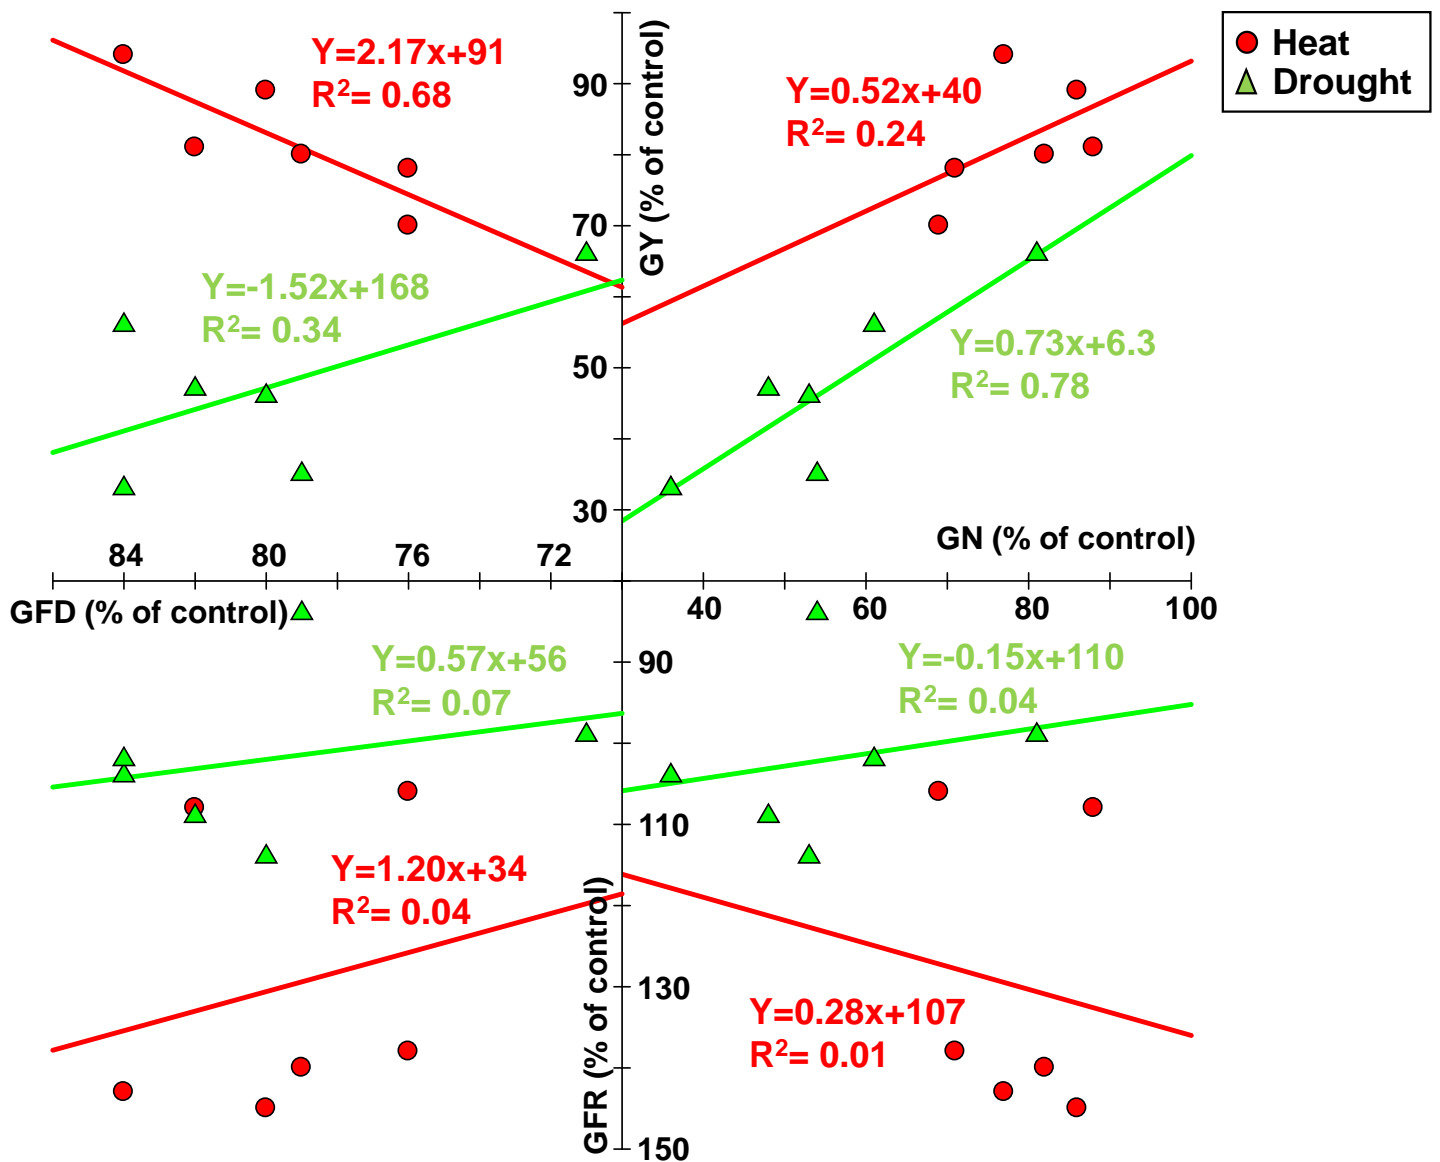 Heat
Drought
Y=2.17x+91
R²= 0.68
Y=0.52x+40
R²= 0.24
GY (% of control)
90
70
50
30
Y=-1.52x+168
R²= 0.34
Y=0.73x+6.3
R²= 0.78
GN (% of control)
84 80 76 72
40 60 80 100
GFD (% of control)
Y=0.57x+56
R²= 0.07
Y=-0.15x+110
R²= 0.04
90
110
130
150
Y=1.20x+34
R²= 0.04
GFR (% of control)
Y=0.28x+107
R²= 0.01